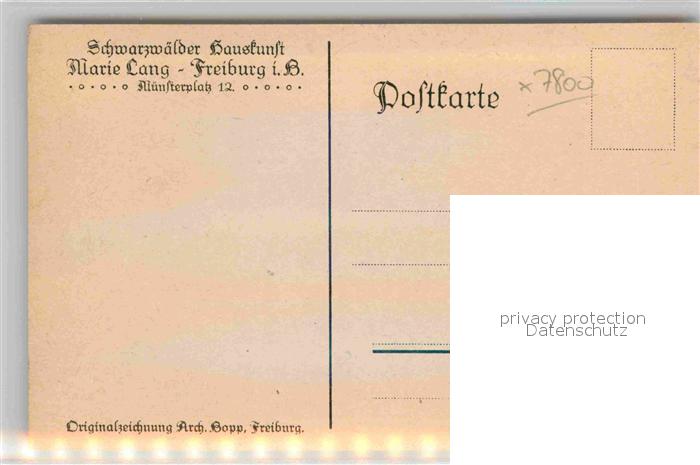 Schwarzwälder Hauskunst
Marie Lang - Freiburg i.B.
Münsterplatz 12.
Postkarte
x 7800
privacy protection
Datenschutz
Originalzeichnung Arch. Gopp, Freiburg.